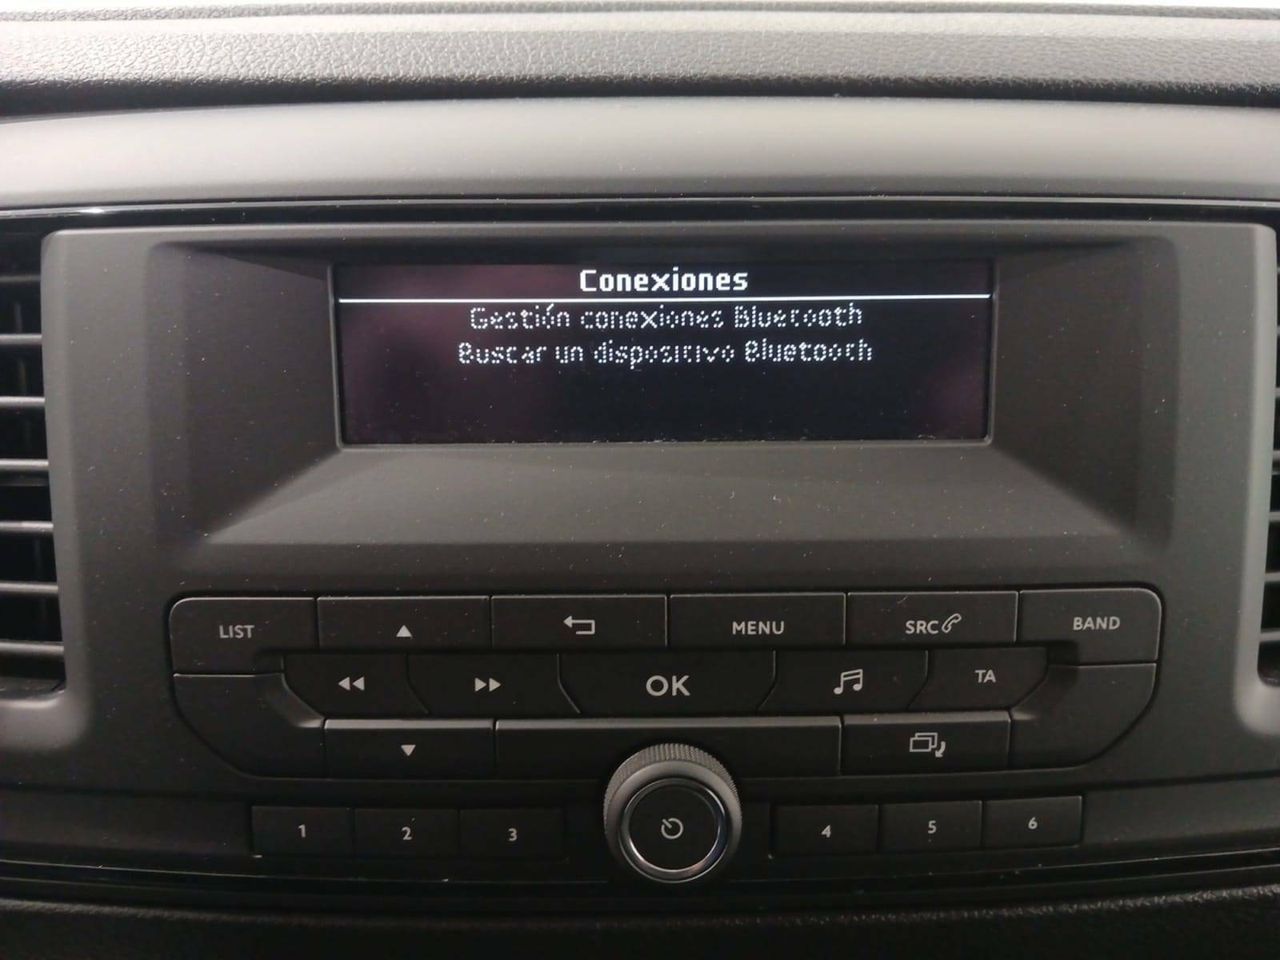 Conexiones
Gestión conexiones Bluetooth
Buscar un dispositivo Bluetooth
LIST
MENU
SRC
BAND
OK
TA
1
2
3
4
5
6